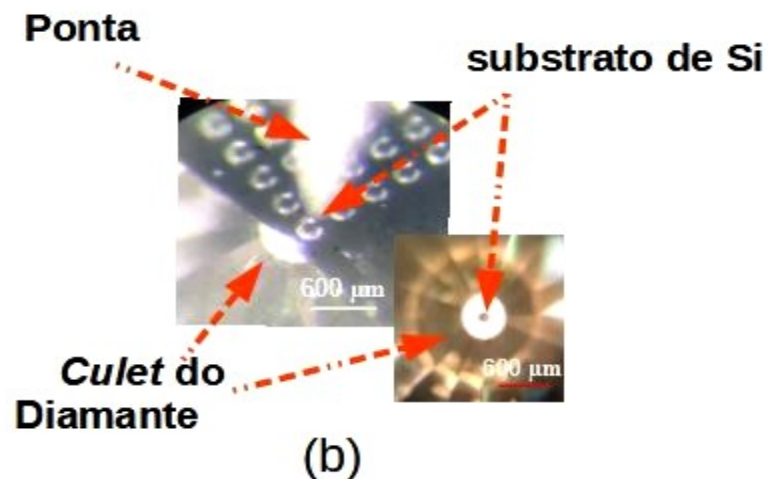 Ponta
substrato de Si
600 μm
600 μm
Culet do
Diamante
(b)